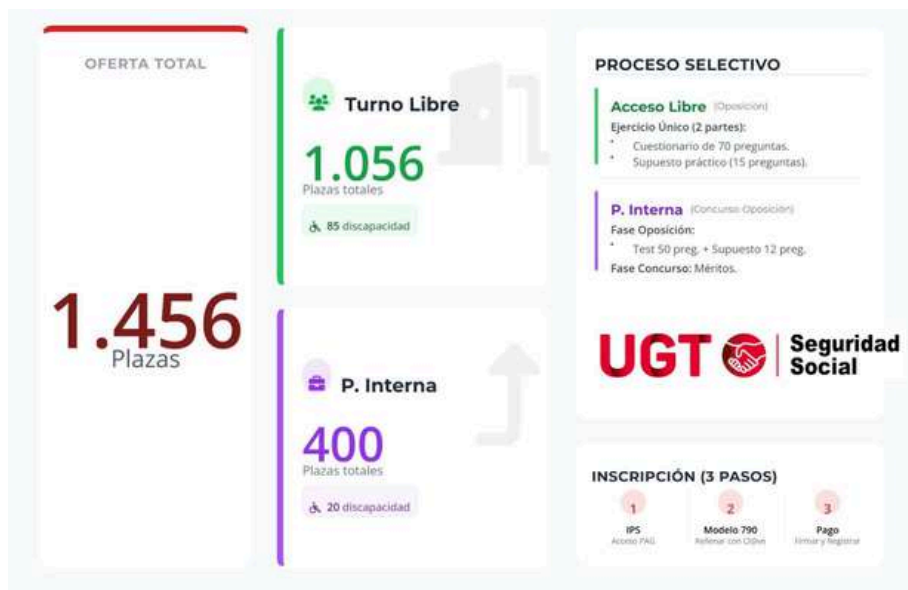 OFERTA TOTAL
1.456
Plazas
Turno Libre
1.056
Plazas totales
85 discapacidad
P. Interna
400
Plazas totales
20 discapacidad
PROCESO SELECTIVO
Acceso Libre (Oposición)
Ejercicio Único (2 partes):
Cuestionario de 70 preguntas.
Supuesto práctico (15 preguntas).
P. Interna (Concurso Oposición)
Fase Oposición:
Test 50 preg. + Supuesto 12 preg.
Fase Concurso: Méritos.
UGT Seguridad
Social
INSCRIPCIÓN (3 PASOS)
1 2 3
IPS Modelo 790 Pago
Acceso PAG Rellenar con Cl@ve Firmar y Registrar